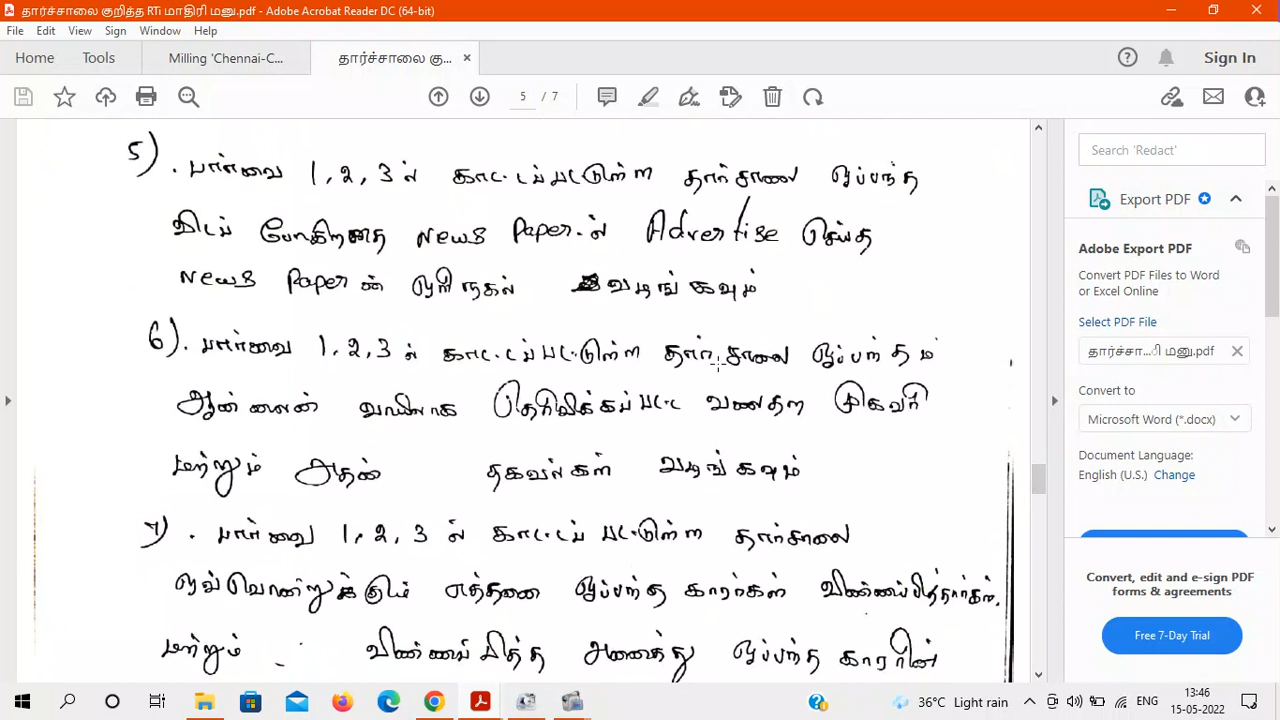 தார்ச்சாலை குறித்த RTi மாதிரி மனு.pdf - Adobe Acrobat Reader DC (64-bit)
File Edit View Sign Window Help
Home Tools Milling 'Chennai-C... தார்ச்சாலை கு... Sign In
5 / 7
5). பார்வை 1, 2, 3ல் காட்டப்பட்டுள்ள தார்சாலை ஒப்பந்த
விடப் போகிறதை News Paper-ல் Advertise செய்த
News Paper ன் ஒளி நகல் வழங்கவும்
6). பார்வை 1, 2, 3 ல் காட்டப்பட்டுள்ள தார்சாலை ஒப்பந்தம்
ஆன்லைன் வாயிலாக தெரிவிக்கப்பட்ட வணதள முகவரி
மற்றும் அதன் தகவல்கள் வழங்கவும்
7). பார்வை 1, 2, 3 ல் காட்டப்பட்டுள்ள தார்சாலை
ஒவ்வொன்றுக்கும் எத்தனை ஒப்பந்த காரர்கள் விண்ணப்பித்தார்கள்.
மற்றும் விண்ணப்பித்த அனைத்து ஒப்பந்த காரரின்
Search 'Redact'
Export PDF
Adobe Export PDF
Convert PDF Files to Word
or Excel Online
Select PDF File
தார்ச்சா...ி மனு.pdf
Convert to
Microsoft Word (*.docx)
Document Language:
English (U.S.) Change
Convert, edit and e-sign PDF
forms & agreements
Free 7-Day Trial
36°C Light rain ENG 13:46
15-05-2022